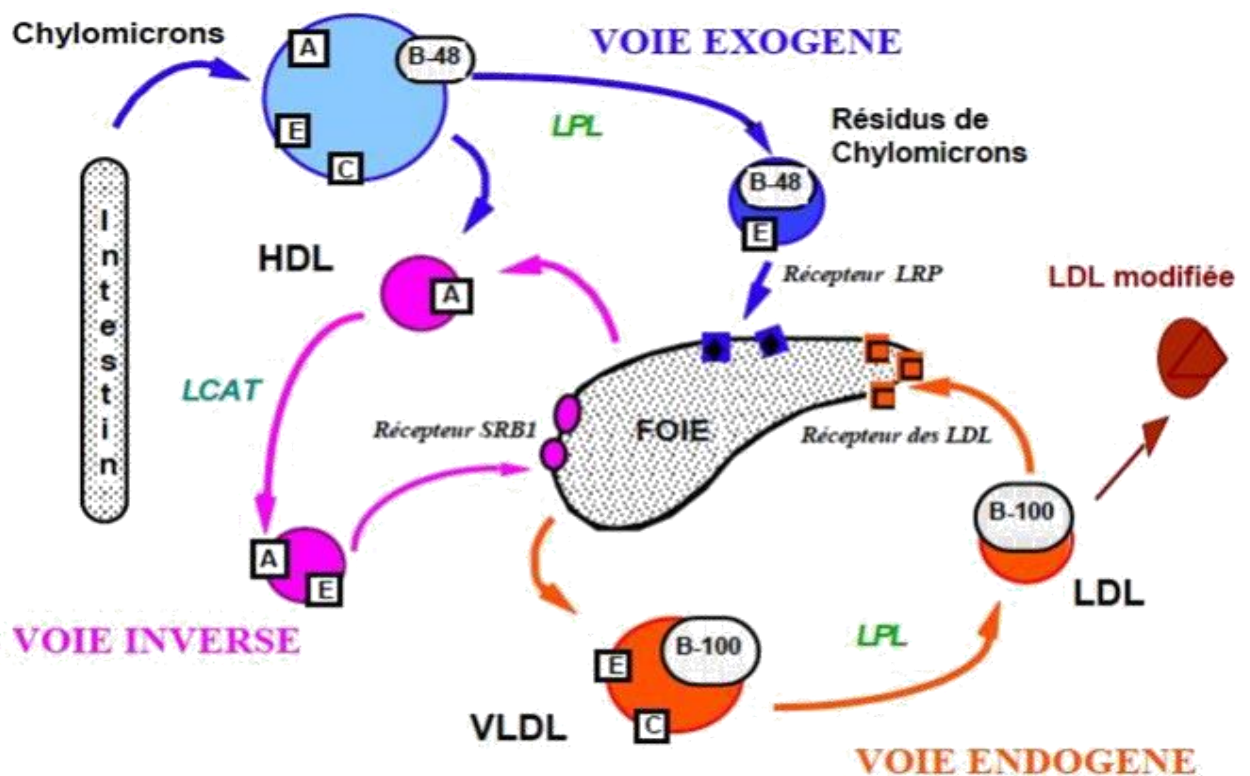 Chylomicrons
VOIE EXOGENE
A
B-48
E
C
LPL
Résidus de
Chylomicrons
B-48
E
Intestin
HDL
A
Récepteur LRP
LDL modifiée
LCAT
Récepteur SRB1
FOIE
Récepteur des LDL
B-100
LDL
A
E
VOIE INVERSE
B-100
E
C
VLDL
LPL
VOIE ENDOGENE